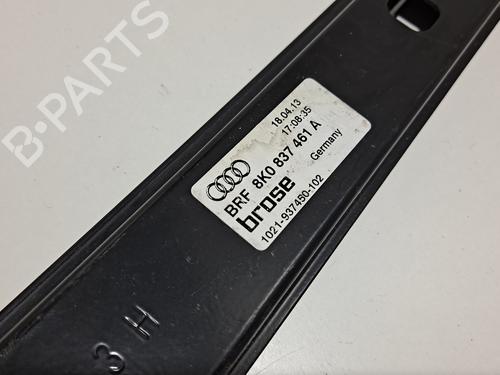 B-PARTS
18.04.13
17:08:35
BRF 8K0 837 461 A
brose
Germany
1021-937450-102
3 H